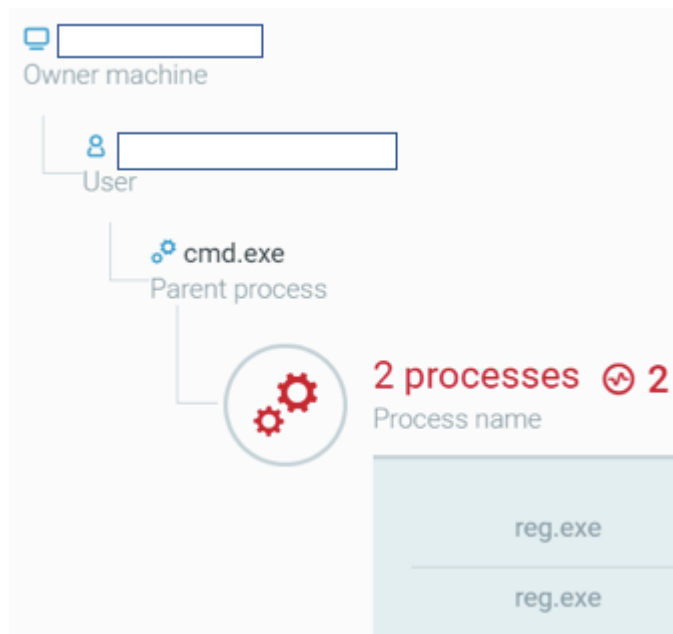 Owner machine
User
cmd.exe
Parent process
2 processes 2
Process name
reg.exe
reg.exe